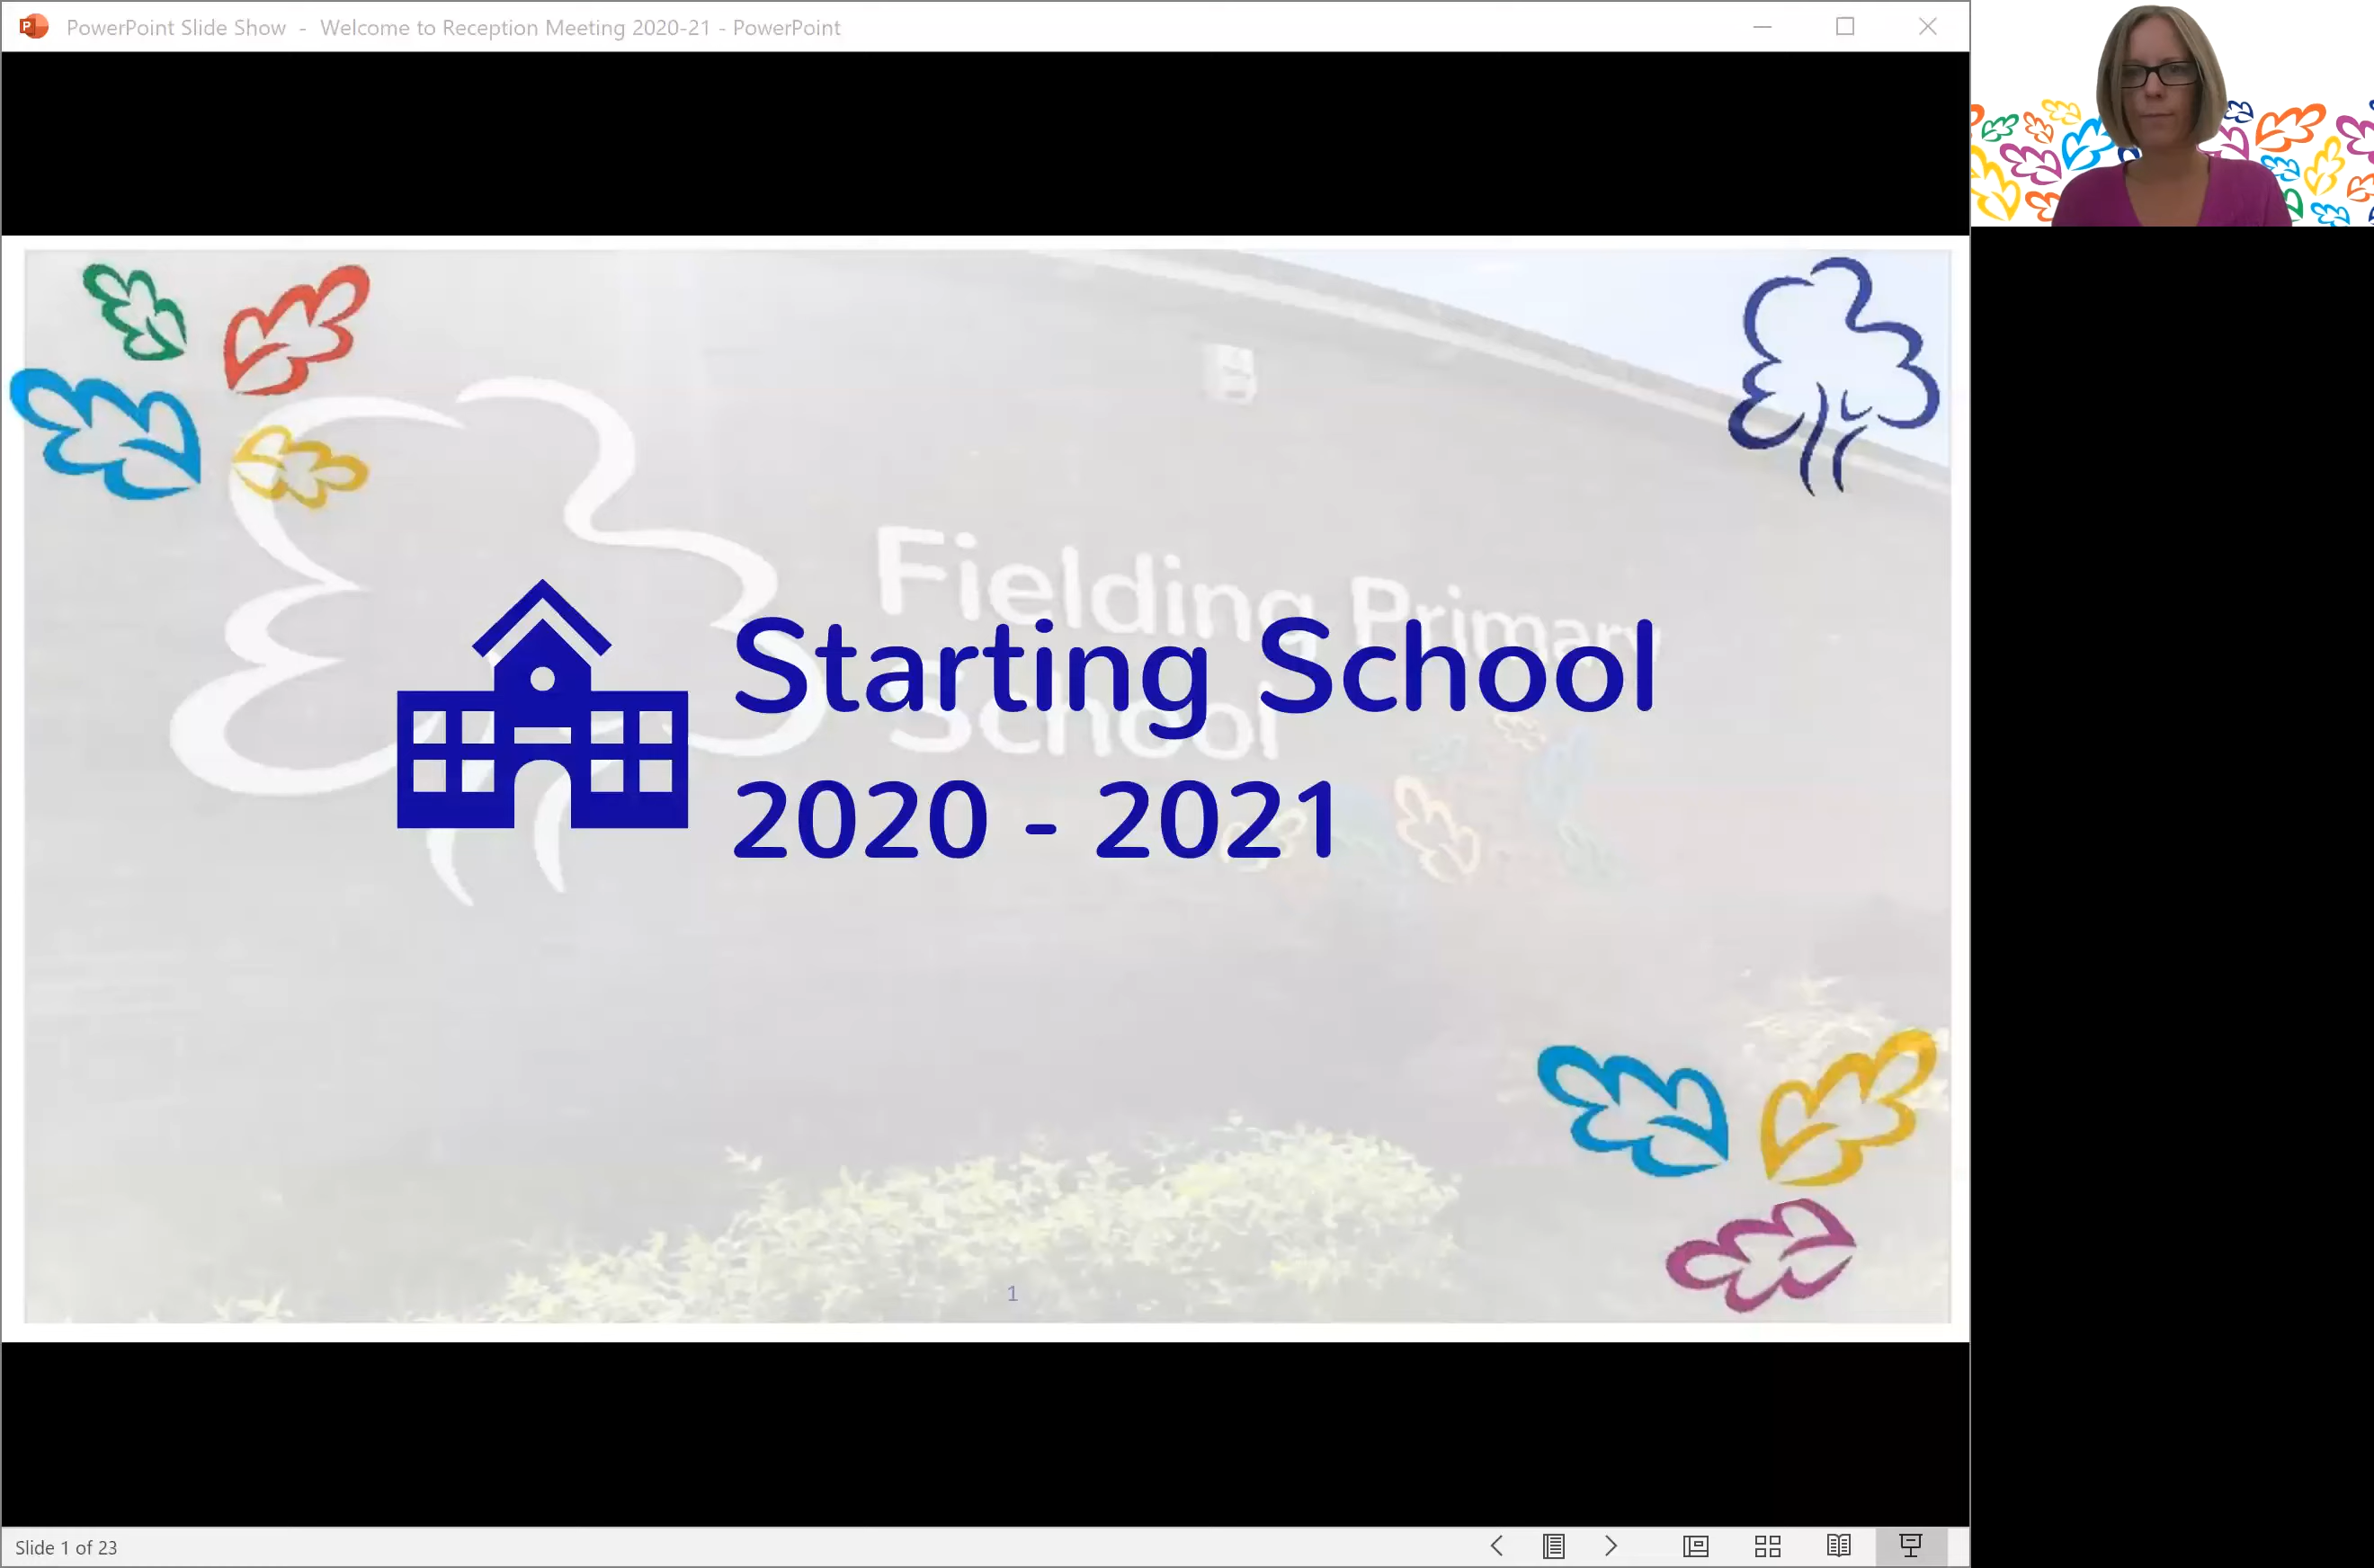 PowerPoint Slide Show - Welcome to Reception Meeting 2020-21 - PowerPoint
Fielding Primary
School
Starting School
2020 - 2021
1
Slide 1 of 23